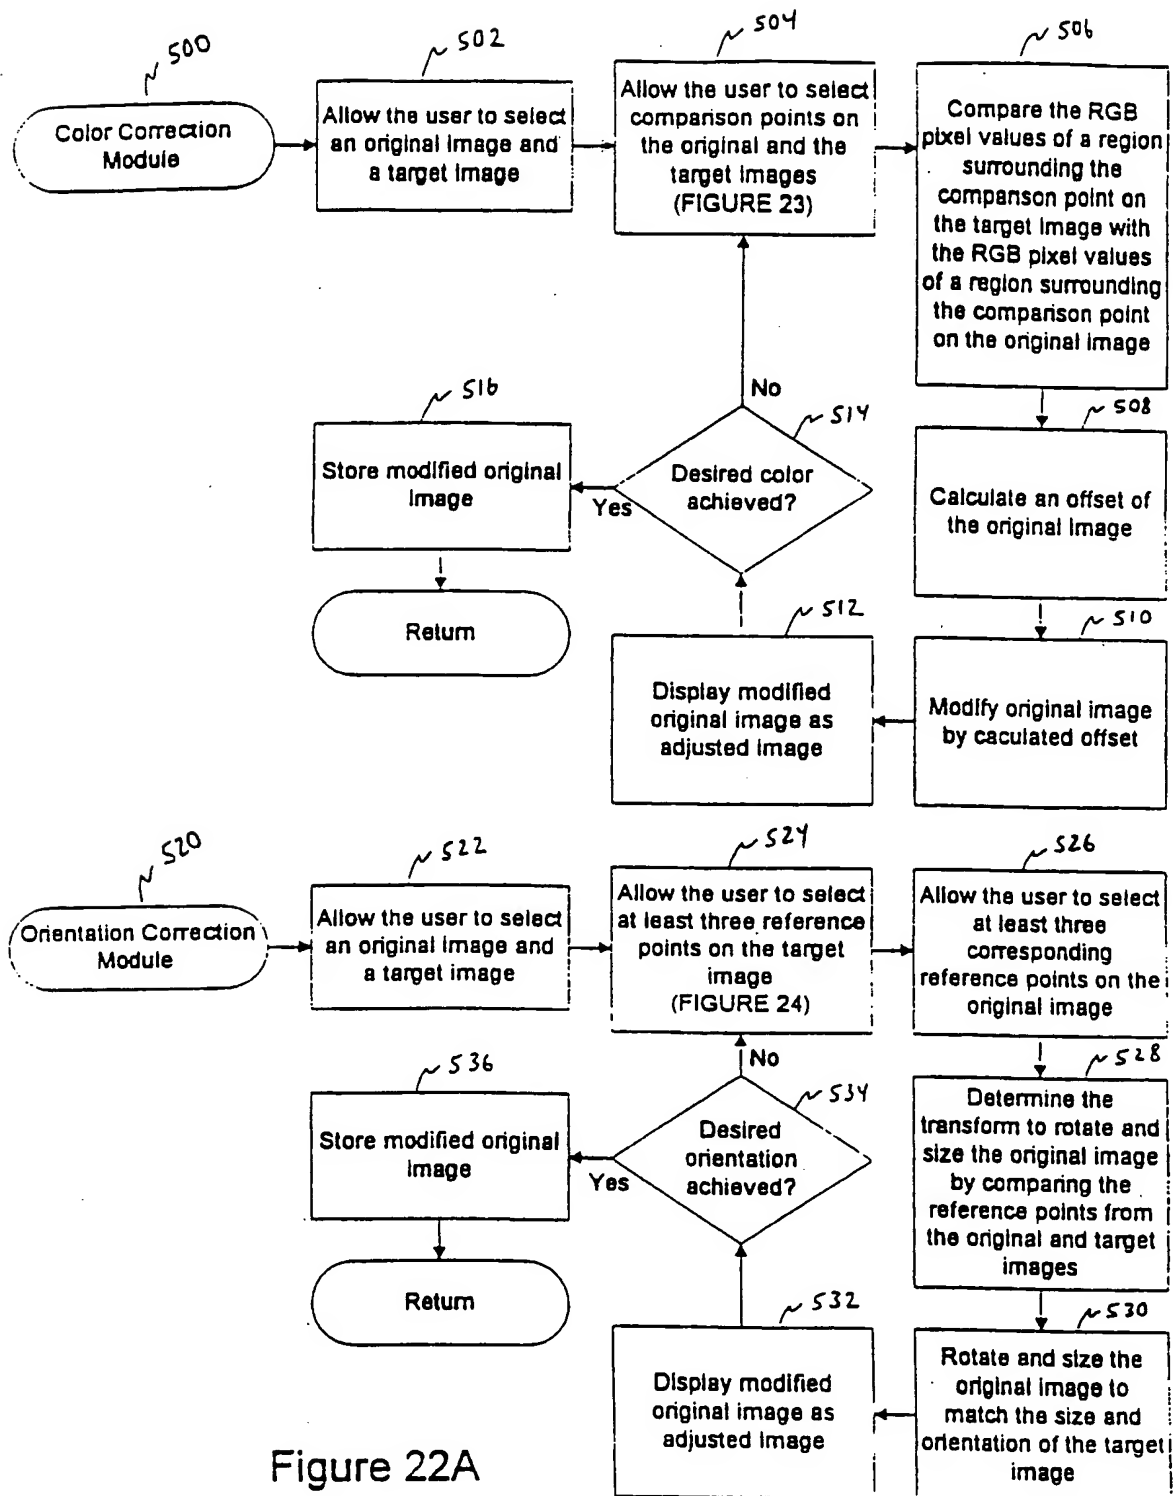 500
Color Correction
Module
502
Allow the user to select
an original image and
a target image
504
Allow the user to select
comparison points on
the original and the
target images
(FIGURE 23)
506
Compare the RGB
pixel values of a region
surrounding the
comparison point on
the target image with
the RGB pixel values
of a region surrounding
the comparison point
on the original image
508
Calculate an offset of
the original image
510
Modify original image
by caculated offset
512
Display modified
original image as
adjusted image
514
Desired color
achieved?
No
Yes
516
Store modified original
image
Return
520
Orientation Correction
Module
522
Allow the user to select
an original image and
a target image
524
Allow the user to select
at least three reference
points on the target
image
(FIGURE 24)
526
Allow the user to select
at least three
corresponding
reference points on the
original image
528
Determine the
transform to rotate and
size the original image
by comparing the
reference points from
the original and target
images
530
Rotate and size the
original image to
match the size and
orientation of the target
image
532
Display modified
original image as
adjusted image
534
Desired
orientation
achieved?
No
Yes
536
Store modified original
image
Return
Figure 22A